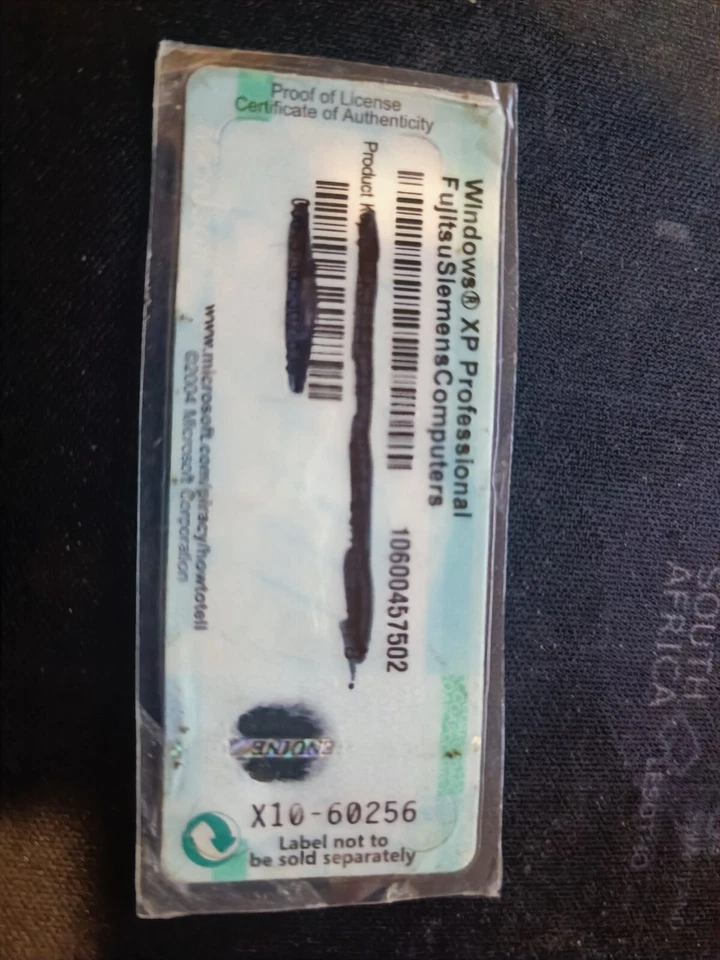 Proof of License
Certificate of Authenticity
Windows® XP Professional
FujitsuSiemensComputers
10600457502
Product
www.microsoft.com/piracy/howtotell
©2004 Microsoft Corporation
GENUINE
X10-60256
Label not to
be sold separately
SOUTH
AFRICA
LESOTHO